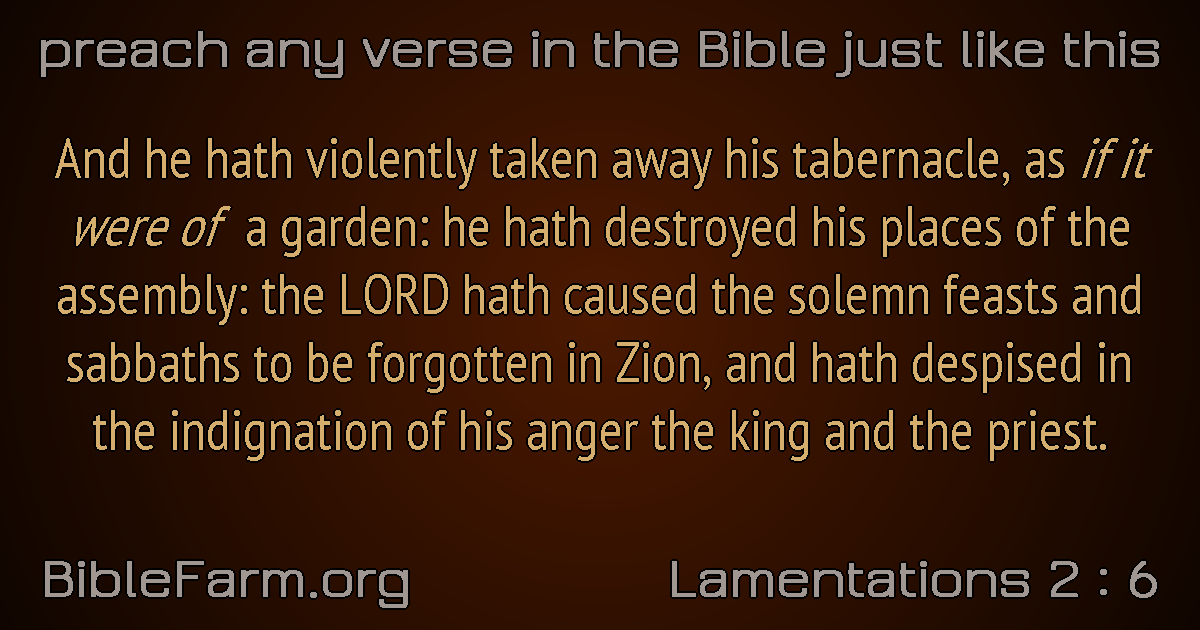 preach any verse in the Bible just like this
And he hath violently taken away his tabernacle, as if it
were of a garden: he hath destroyed his places of the
assembly: the LORD hath caused the solemn feasts and
sabbaths to be forgotten in Zion, and hath despised in
the indignation of his anger the king and the priest.
BibleFarm.org
Lamentations 2 : 6